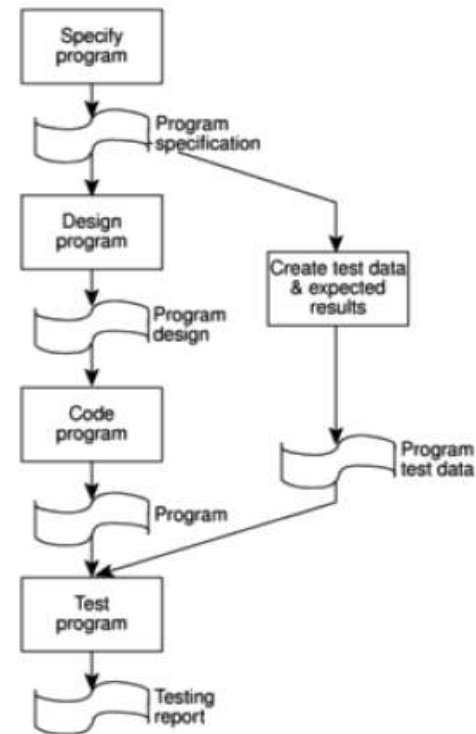 Specify
program
Program
specification
Design
program
Create test data
& expected
results
Program
design
Code
program
Program
test data
Program
Test
program
Testing
report